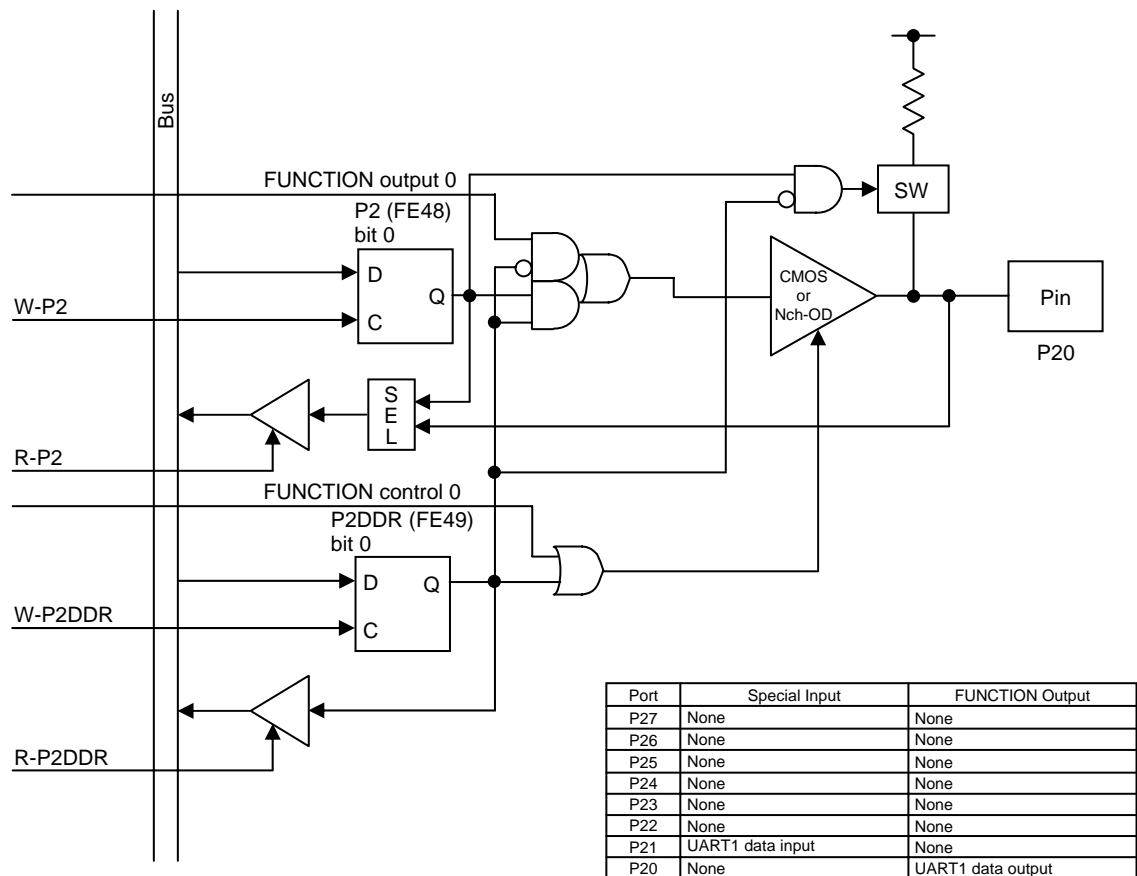 Bus
FUNCTION output 0
P2 (FE48)
bit 0
D
Q
C
W-P2
SW
CMOS
or
Nch-OD
Pin
P20
S
E
L
R-P2
FUNCTION control 0
P2DDR (FE49)
bit 0
D
Q
C
W-P2DDR
R-P2DDR
Port Special Input FUNCTION Output
P27 None None
P26 None None
P25 None None
P24 None None
P23 None None
P22 None None
P21 UART1 data input None
P20 None UART1 data output